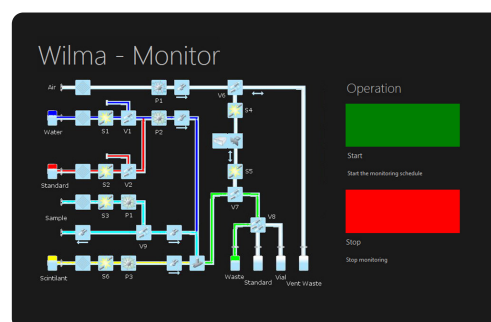 Wilma - Monitor
Air
P1
V6
Operation
S4
Water
S1
V1
P2
Start
S5
Start the monitoring schedule
Standard
S2
V2
V7
Sample
S3
P1
V8
V9
Stop
Scintilant
S6
P3
Waste
Standard
Vial
Vent Waste
Stop monitoring